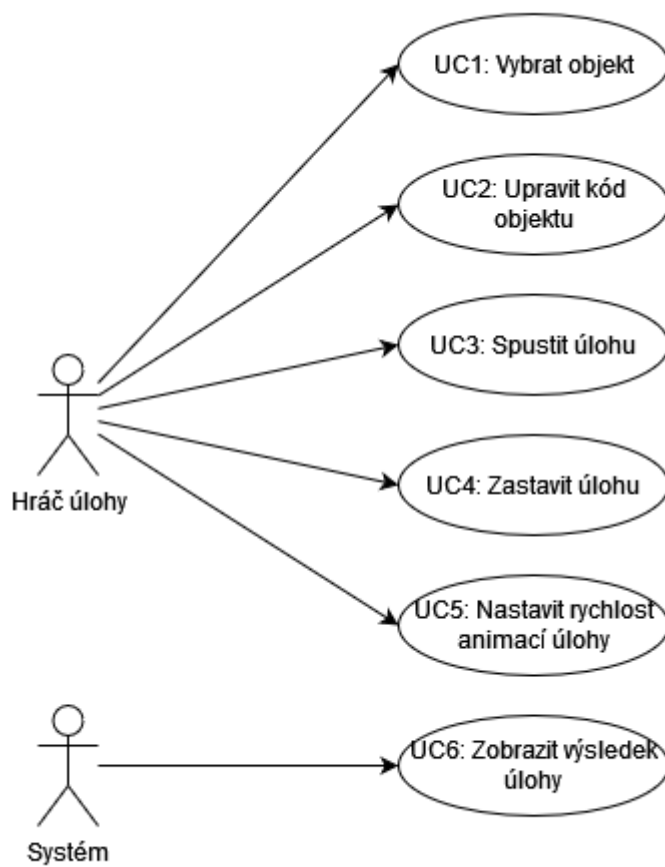 UC1: Vybrat objekt
UC2: Upravit kód
objektu
UC3: Spustit úlohu
Hráč úlohy
UC4: Zastavit úlohu
UC5: Nastavit rychlost
animací úlohy
UC6: Zobrazit výsledek
úlohy
Systém